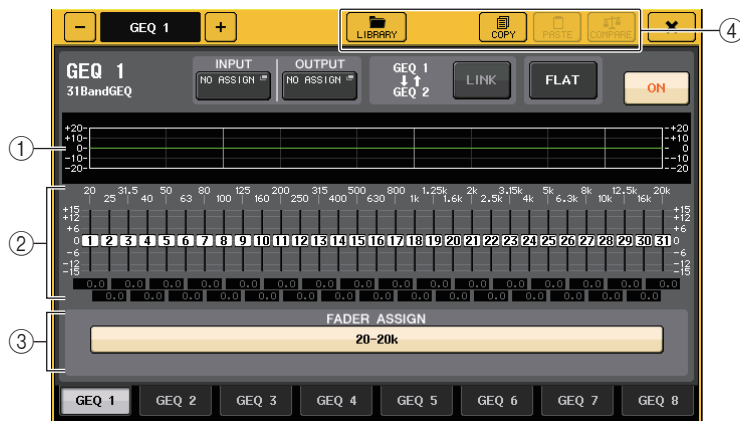 − GEQ 1 + LIBRARY COPY PASTE COMPARE ×
④
GEQ 1
31BandGEQ
INPUT OUTPUT
NO ASSIGN NO ASSIGN
GEQ 1
↓↑
GEQ 2
LINK FLAT ON
①
+20 +20
+10 +10
0 0
-10 -10
-20 -20
②
20 31.5 50 80 125 200 315 500 800 1.25k 2k 3.15k 5k 8k 12.5k 20k
25 40 63 100 160 250 400 630 1k 1.6k 2.5k 4k 6.3k 10k 16k
+15 +15
+12 +12
+6 +6
0 1 2 3 4 5 6 7 8 9 10 11 12 13 14 15 16 17 18 19 20 21 22 23 24 25 26 27 28 29 30 31 0
-6 -6
-12 -12
-15 -15
0.0 0.0 0.0 0.0 0.0 0.0 0.0 0.0 0.0 0.0 0.0 0.0 0.0 0.0 0.0 0.0
0.0 0.0 0.0 0.0 0.0 0.0 0.0 0.0 0.0 0.0 0.0 0.0 0.0 0.0 0.0
③
FADER ASSIGN
20-20k
GEQ 1 GEQ 2 GEQ 3 GEQ 4 GEQ 5 GEQ 6 GEQ 7 GEQ 8